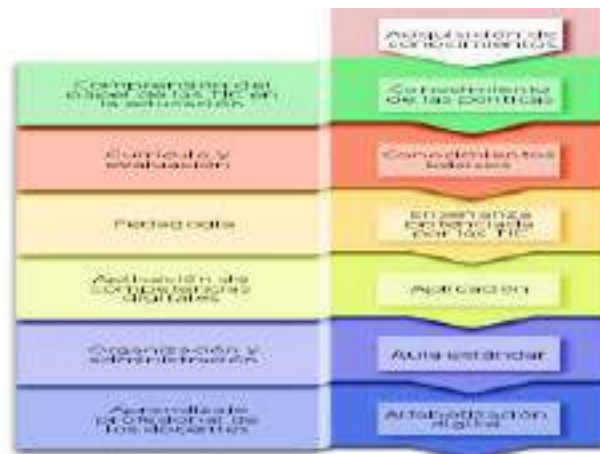 Adquisición de
conocimientos
Comprensión del
papel de las TIC en
la educación
Conocimiento
de las políticas
Currículo y
evaluación
Conocimientos
básicos
Pedagogía
Enseñanza
potenciada
por las TIC
Aplicación de
competencias
digitales
Aplicación
Organización y
administración
Aula estándar
Aprendizaje
profesional de
los docentes
Alfabetización
digital